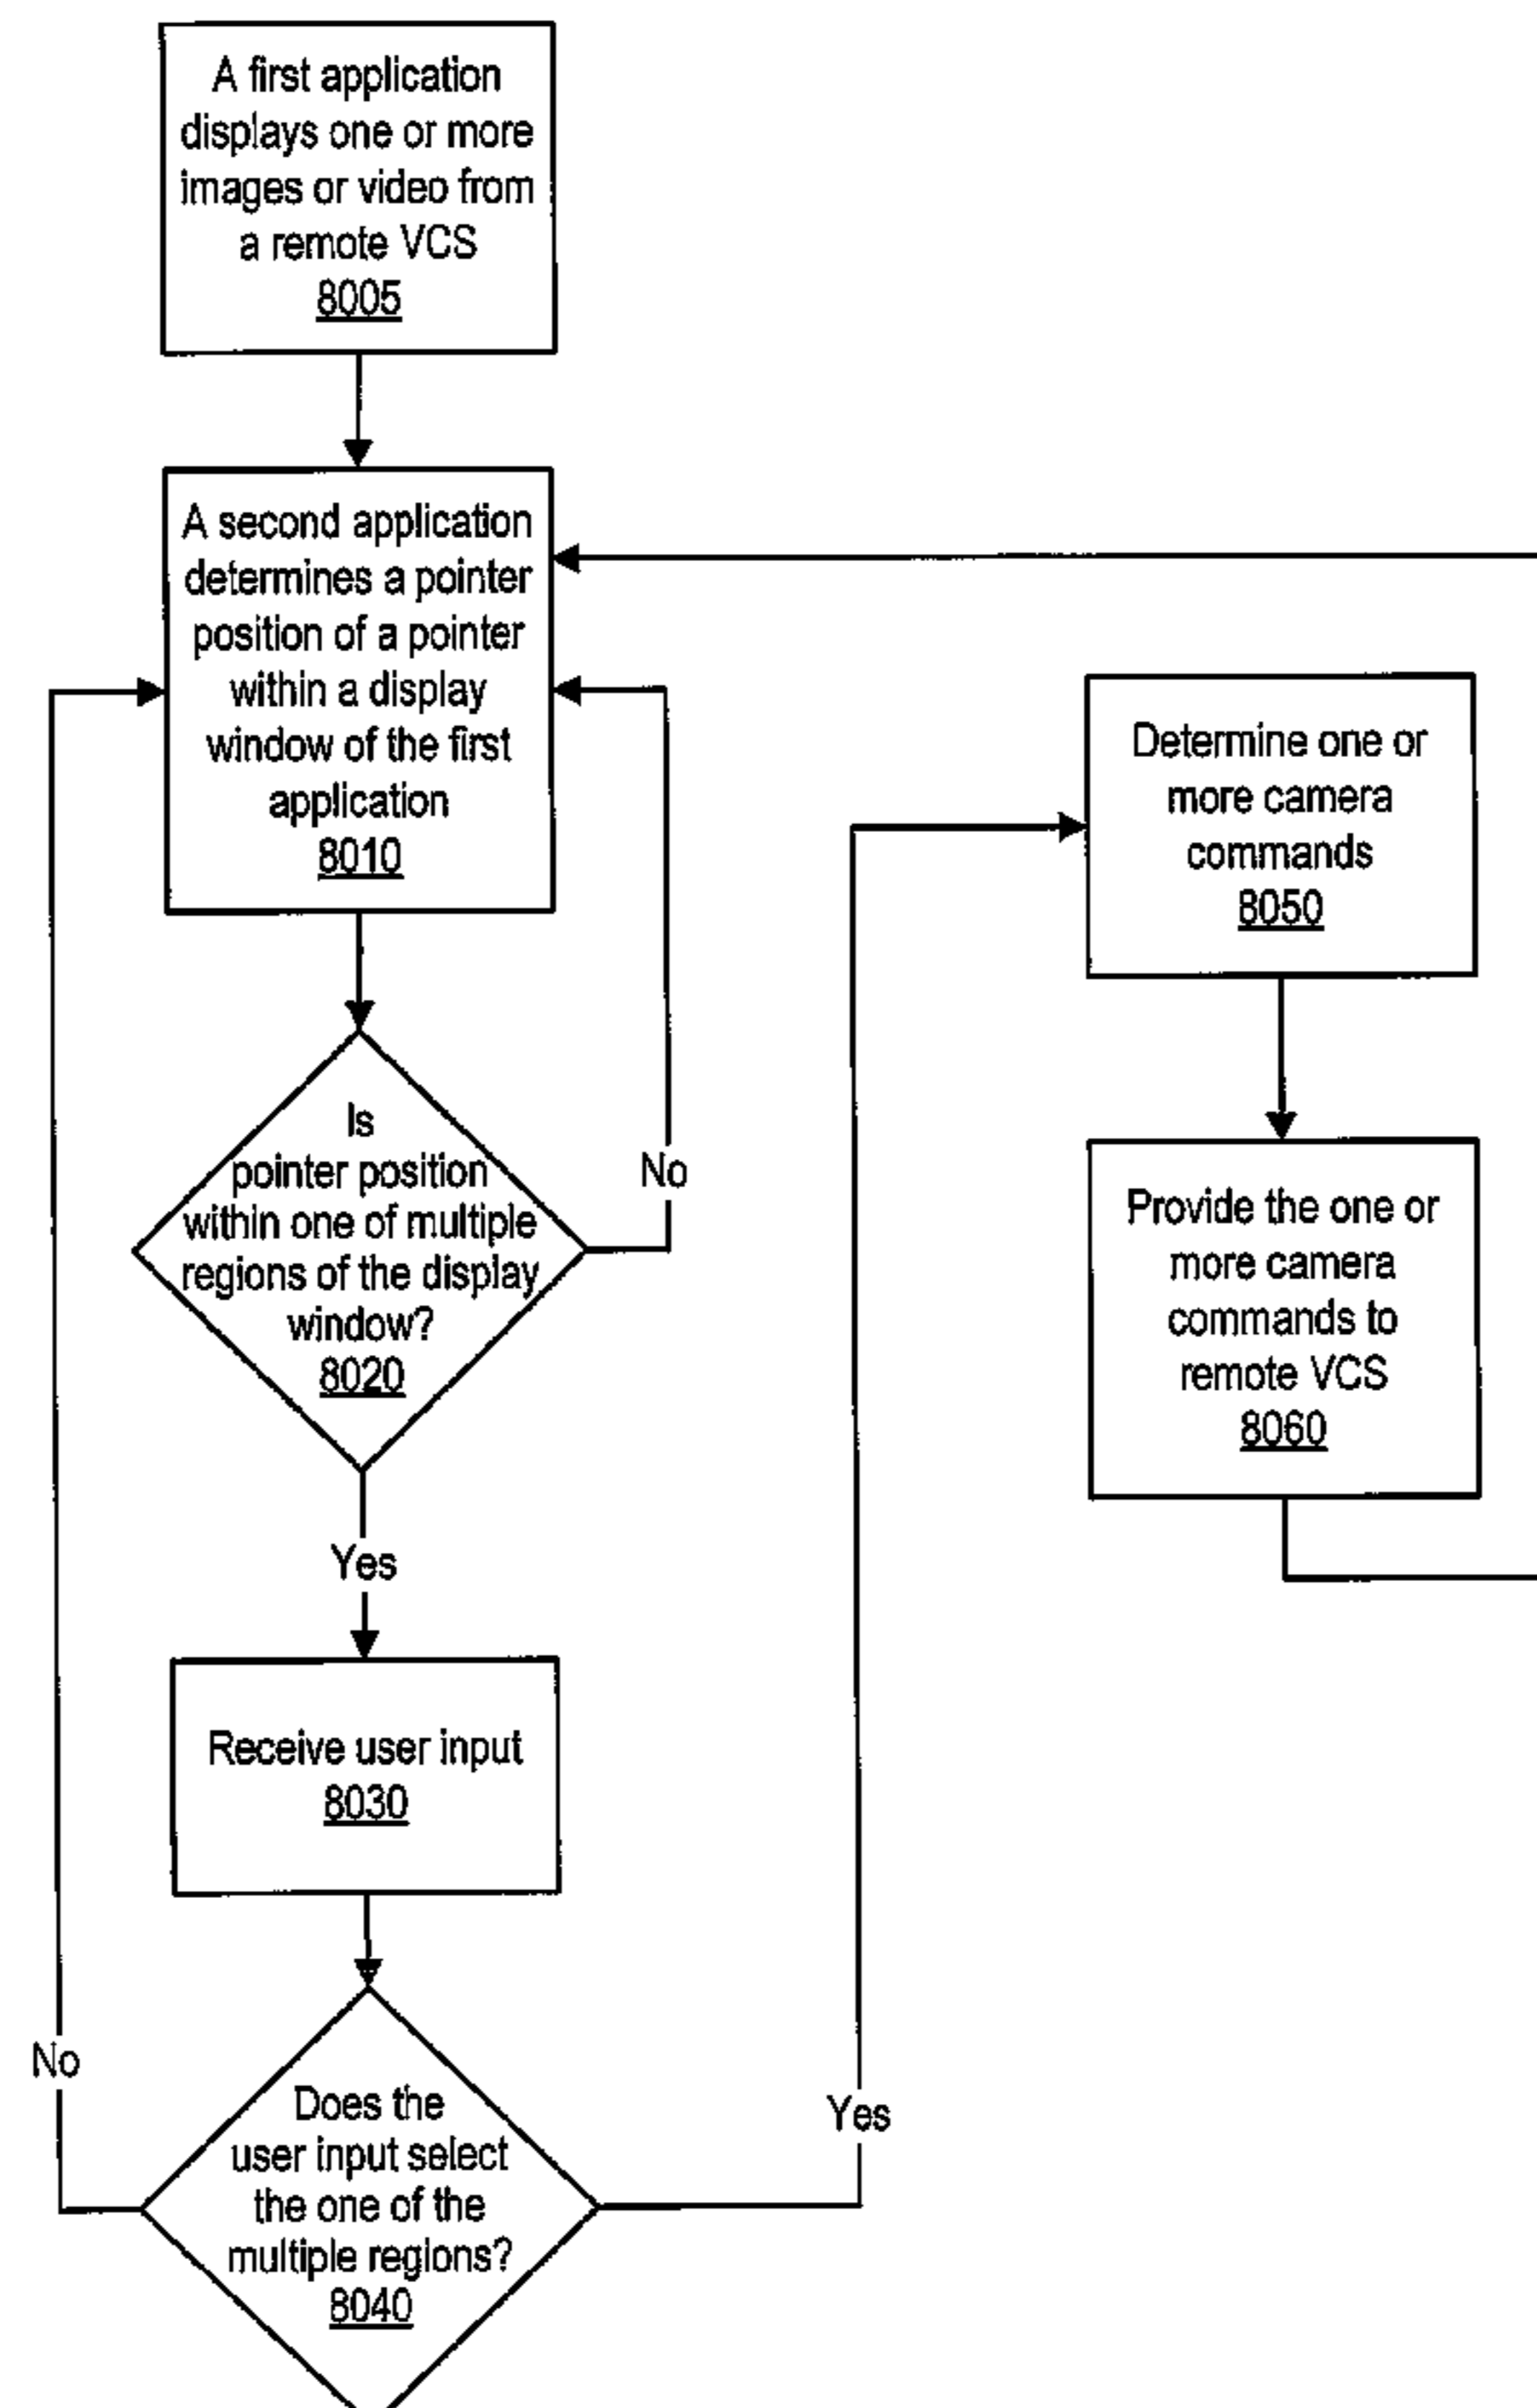 A first application
displays one or more
images or video from
a remote VCS
8005
A second application
determines a pointer
position of a pointer
within a display
window of the first
application
8010
Is
pointer position
within one of multiple
regions of the display
window?
8020
No
Yes
Receive user input
8030
Does the
user input select
the one of the
multiple regions?
8040
No
Yes
Determine one or
more camera
commands
8050
Provide the one or
more camera
commands to
remote VCS
8060